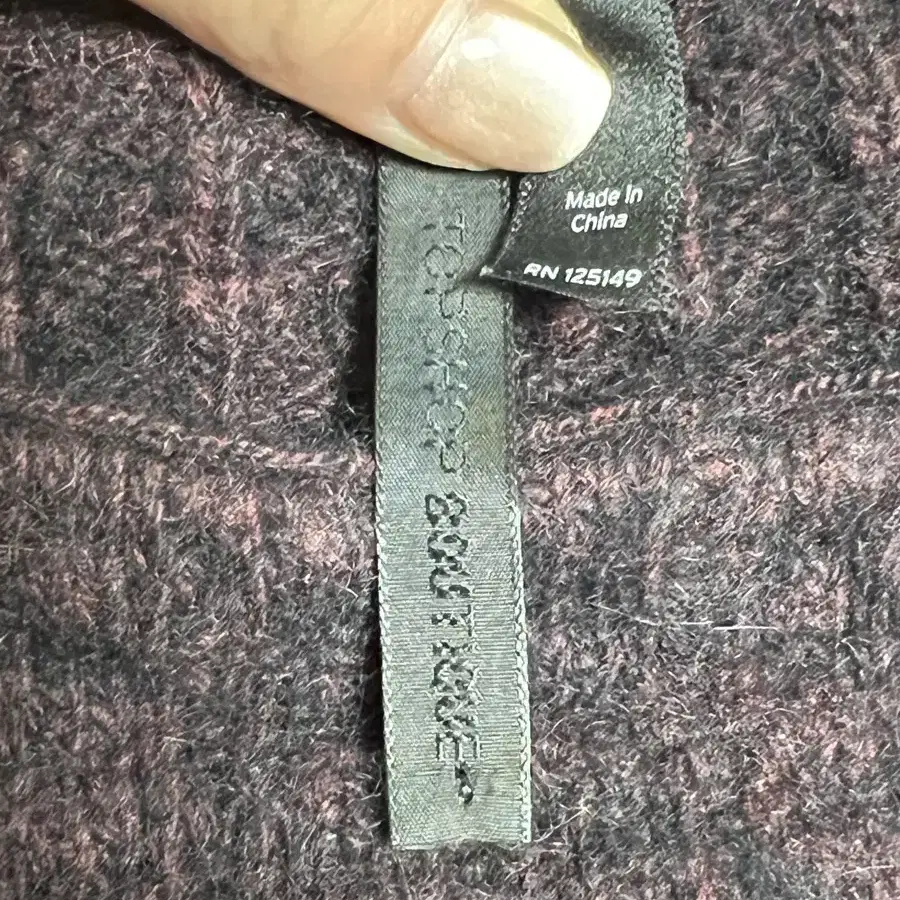 TOPSHOP BOUTIQUE
Made in
China
RN 125149